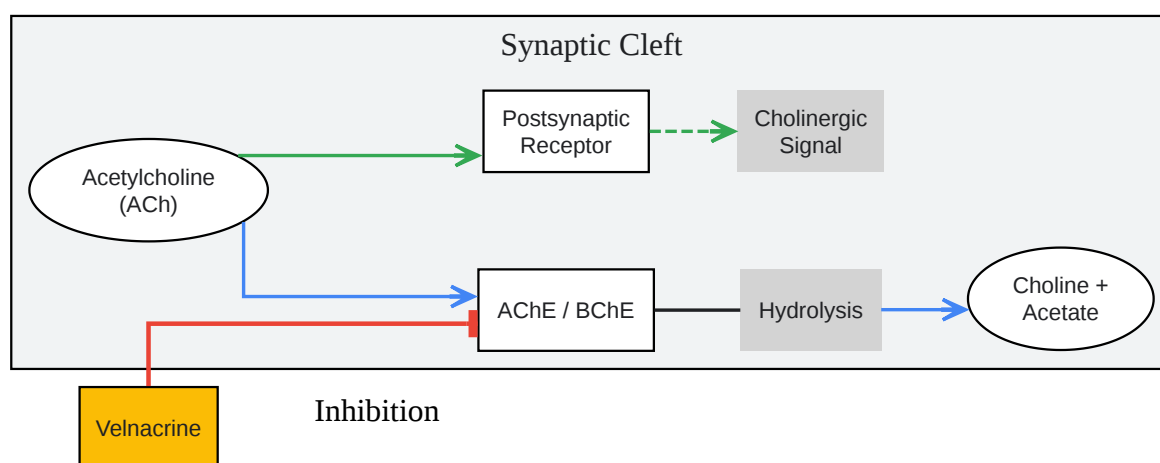 Synaptic Cleft
Postsynaptic
Receptor
Cholinergic
Signal
Acetylcholine
(ACh)
AChE / BChE
Hydrolysis
Choline +
Acetate
Velnacrine
Inhibition